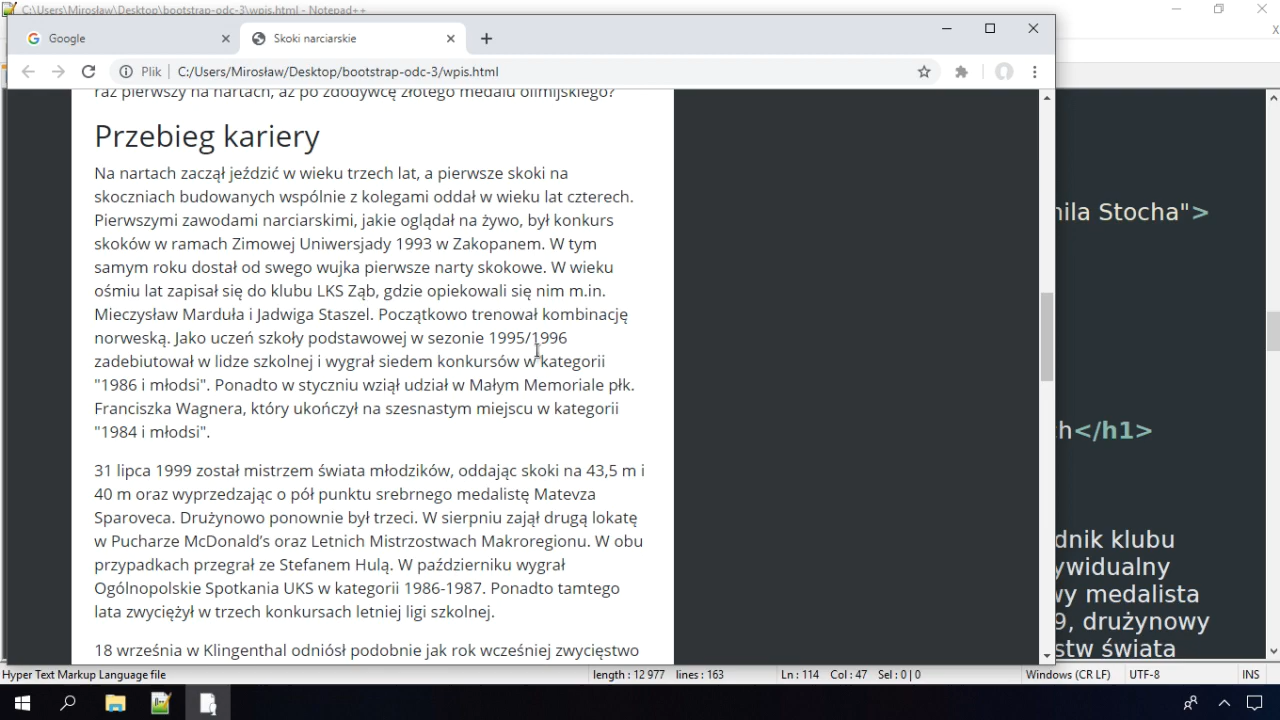 C:\Users\Mirosław\Desktop\bootstrap-odc-3\wpis.html - Notepad++
Google
Skoki narciarskie
Plik
C:/Users/Mirosław/Desktop/bootstrap-odc-3/wpis.html
raz pierwszy na nartach, aż po zdodywcę złotego medalu olimijskiego?
Przebieg kariery
Na nartach zaczął jeździć w wieku trzech lat, a pierwsze skoki na
skoczniach budowanych wspólnie z kolegami oddał w wieku lat czterech.
Pierwszymi zawodami narciarskimi, jakie oglądał na żywo, był konkurs
skoków w ramach Zimowej Uniwersjady 1993 w Zakopanem. W tym
samym roku dostał od swego wujka pierwsze narty skokowe. W wieku
ośmiu lat zapisał się do klubu LKS Ząb, gdzie opiekowali się nim m.in.
Mieczysław Marduła i Jadwiga Staszel. Początkowo trenował kombinację
norweską. Jako uczeń szkoły podstawowej w sezonie 1995/1996
zadebiutował w lidze szkolnej i wygrał siedem konkursów w kategorii
"1986 i młodsi". Ponadto w styczniu wziął udział w Małym Memoriale płk.
Franciszka Wagnera, który ukończył na szesnastym miejscu w kategorii
"1984 i młodsi".
31 lipca 1999 został mistrzem świata młodzików, oddając skoki na 43,5 m i
40 m oraz wyprzedzając o pół punktu srebrnego medalistę Matevza
Sparoveca. Drużynowo ponownie był trzeci. W sierpniu zajął drugą lokatę
w Pucharze McDonald’s oraz Letnich Mistrzostwach Makroregionu. W obu
przypadkach przegrał ze Stefanem Hulą. W październiku wygrał
Ogólnopolskie Spotkania UKS w kategorii 1986-1987. Ponadto tamtego
lata zwyciężył w trzech konkursach letniej ligi szkolnej.
18 września w Klingenthal odniósł podobnie jak rok wcześniej zwycięstwo
mila Stocha">
h</h1>
dnik klubu
ywidualny
wy medalista
9, drużynowy
stw świata
Hyper Text Markup Language file
length : 12 977 lines : 163
Ln : 114 Col : 47 Sel : 0 | 0
Windows (CR LF)
UTF-8
INS